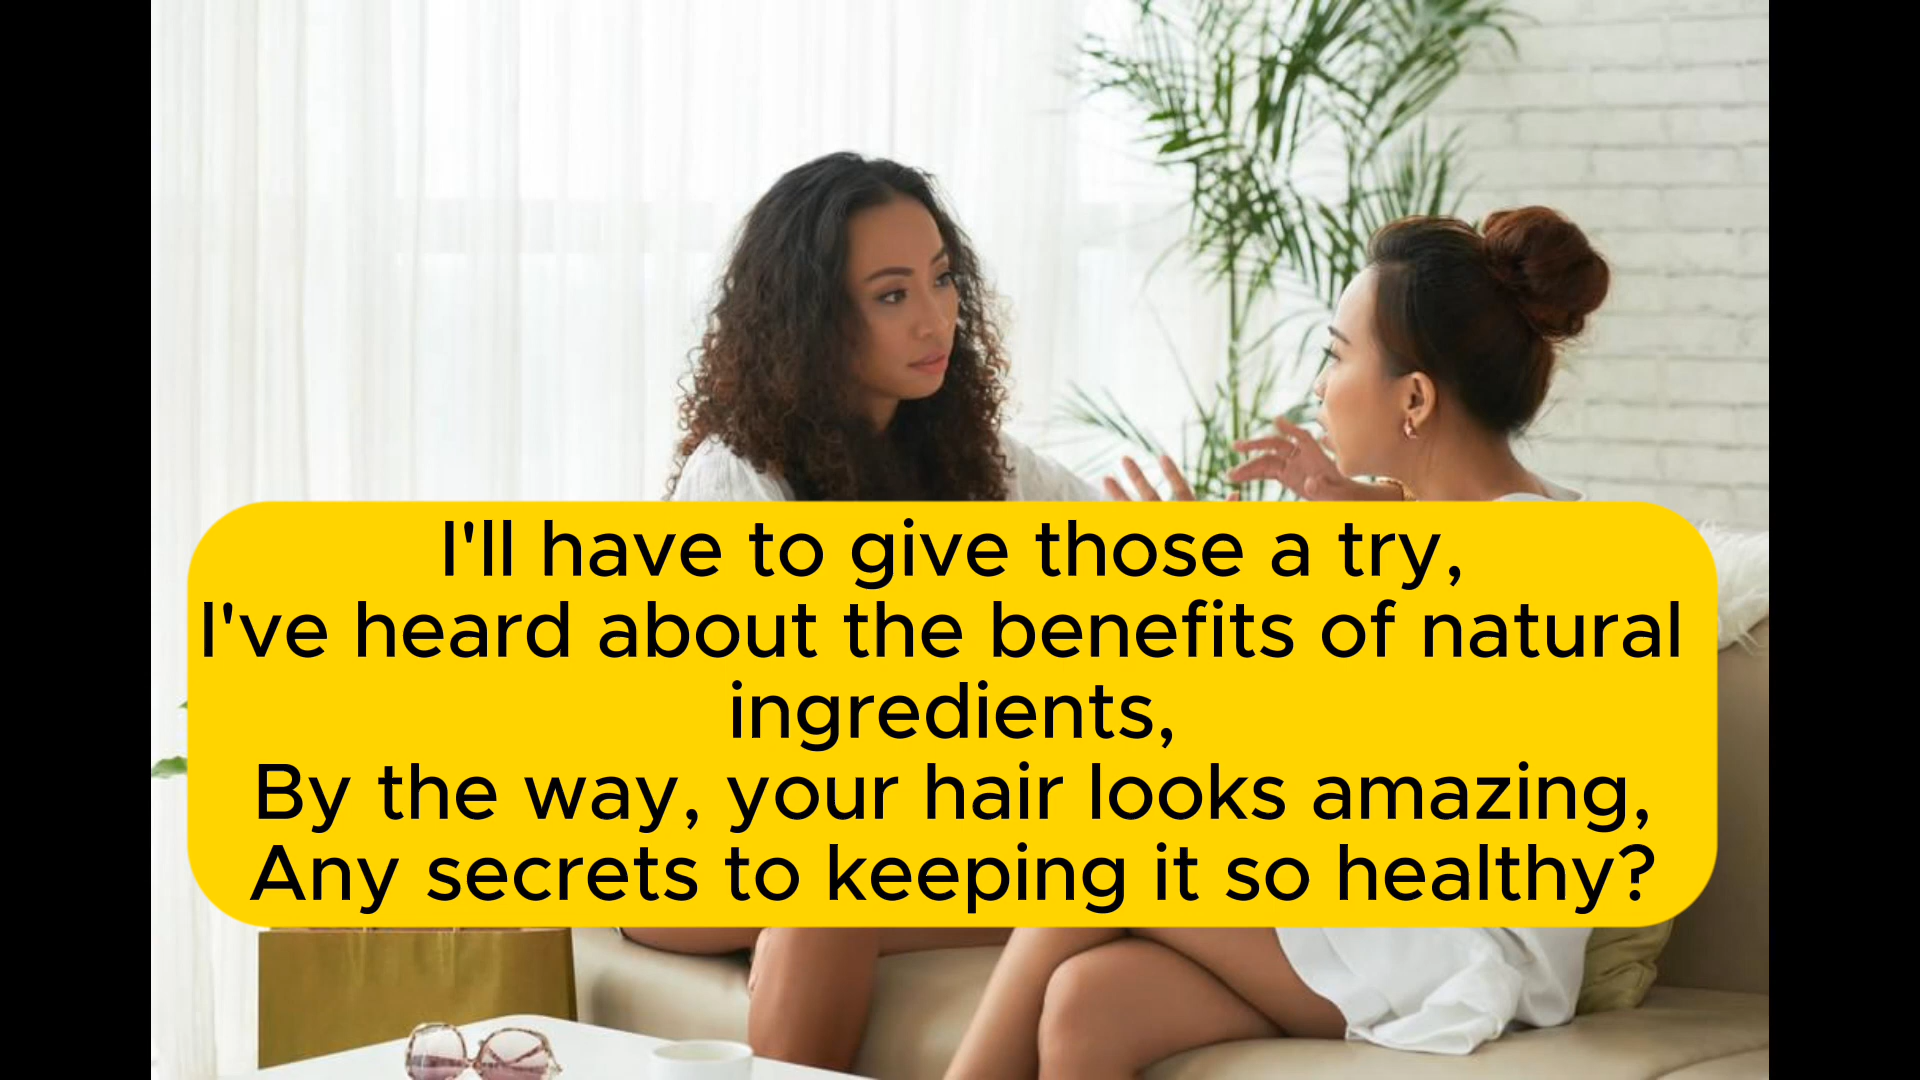 I'll have to give those a try,
I've heard about the benefits of natural
ingredients,
By the way, your hair looks amazing,
Any secrets to keeping it so healthy?